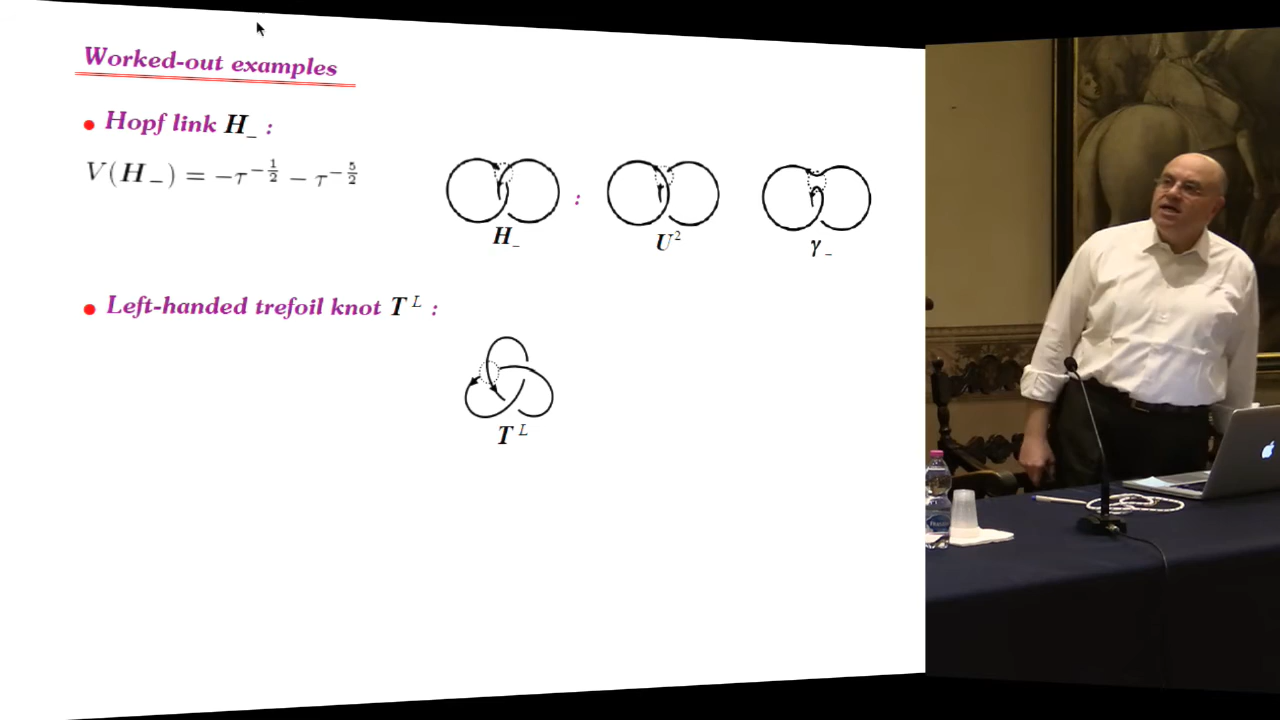 Worked-out examples
• Hopf link H_ :
V(H_) = -τ^{-1/2} - τ^{-5/2}
H_ : U² γ_
• Left-handed trefoil knot T^L :
T^L